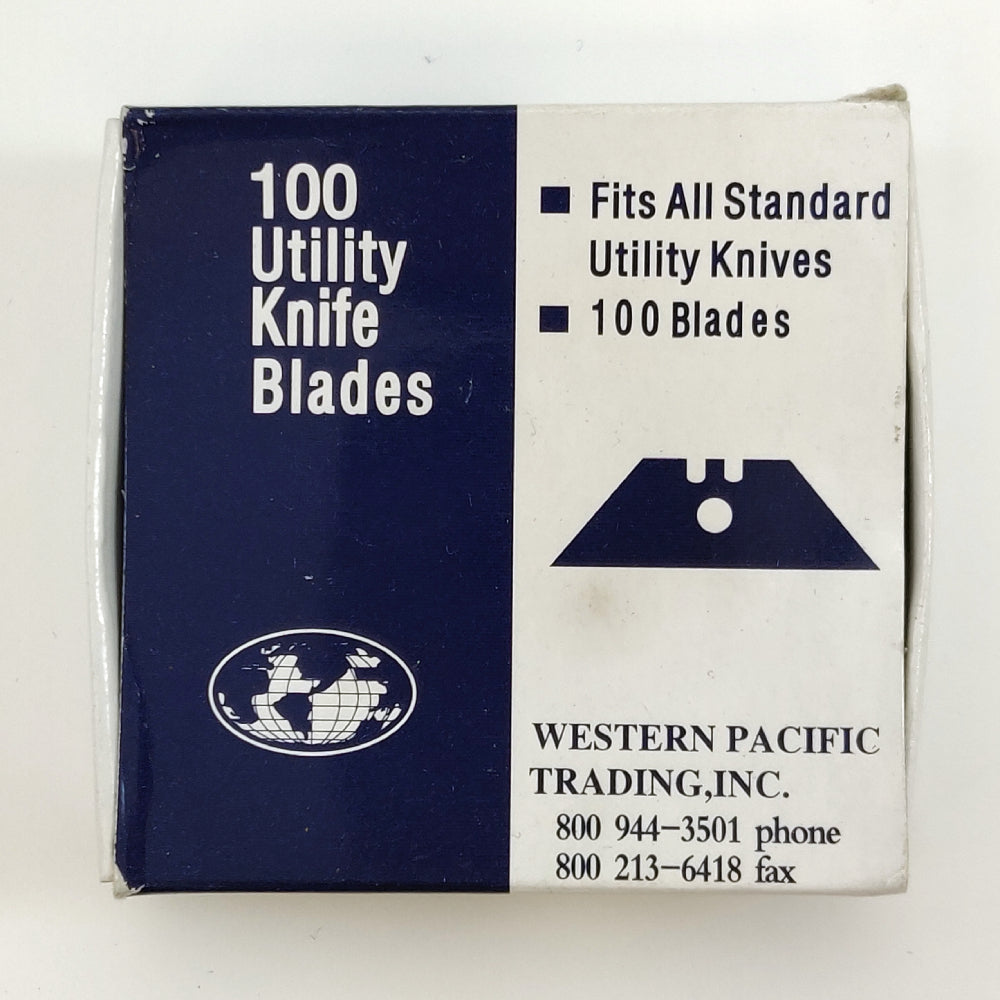 100
Utility
Knife
Blades
Fits All Standard
Utility Knives
100 Blades
WESTERN PACIFIC
TRADING,INC.
800 944-3501 phone
800 213-6418 fax